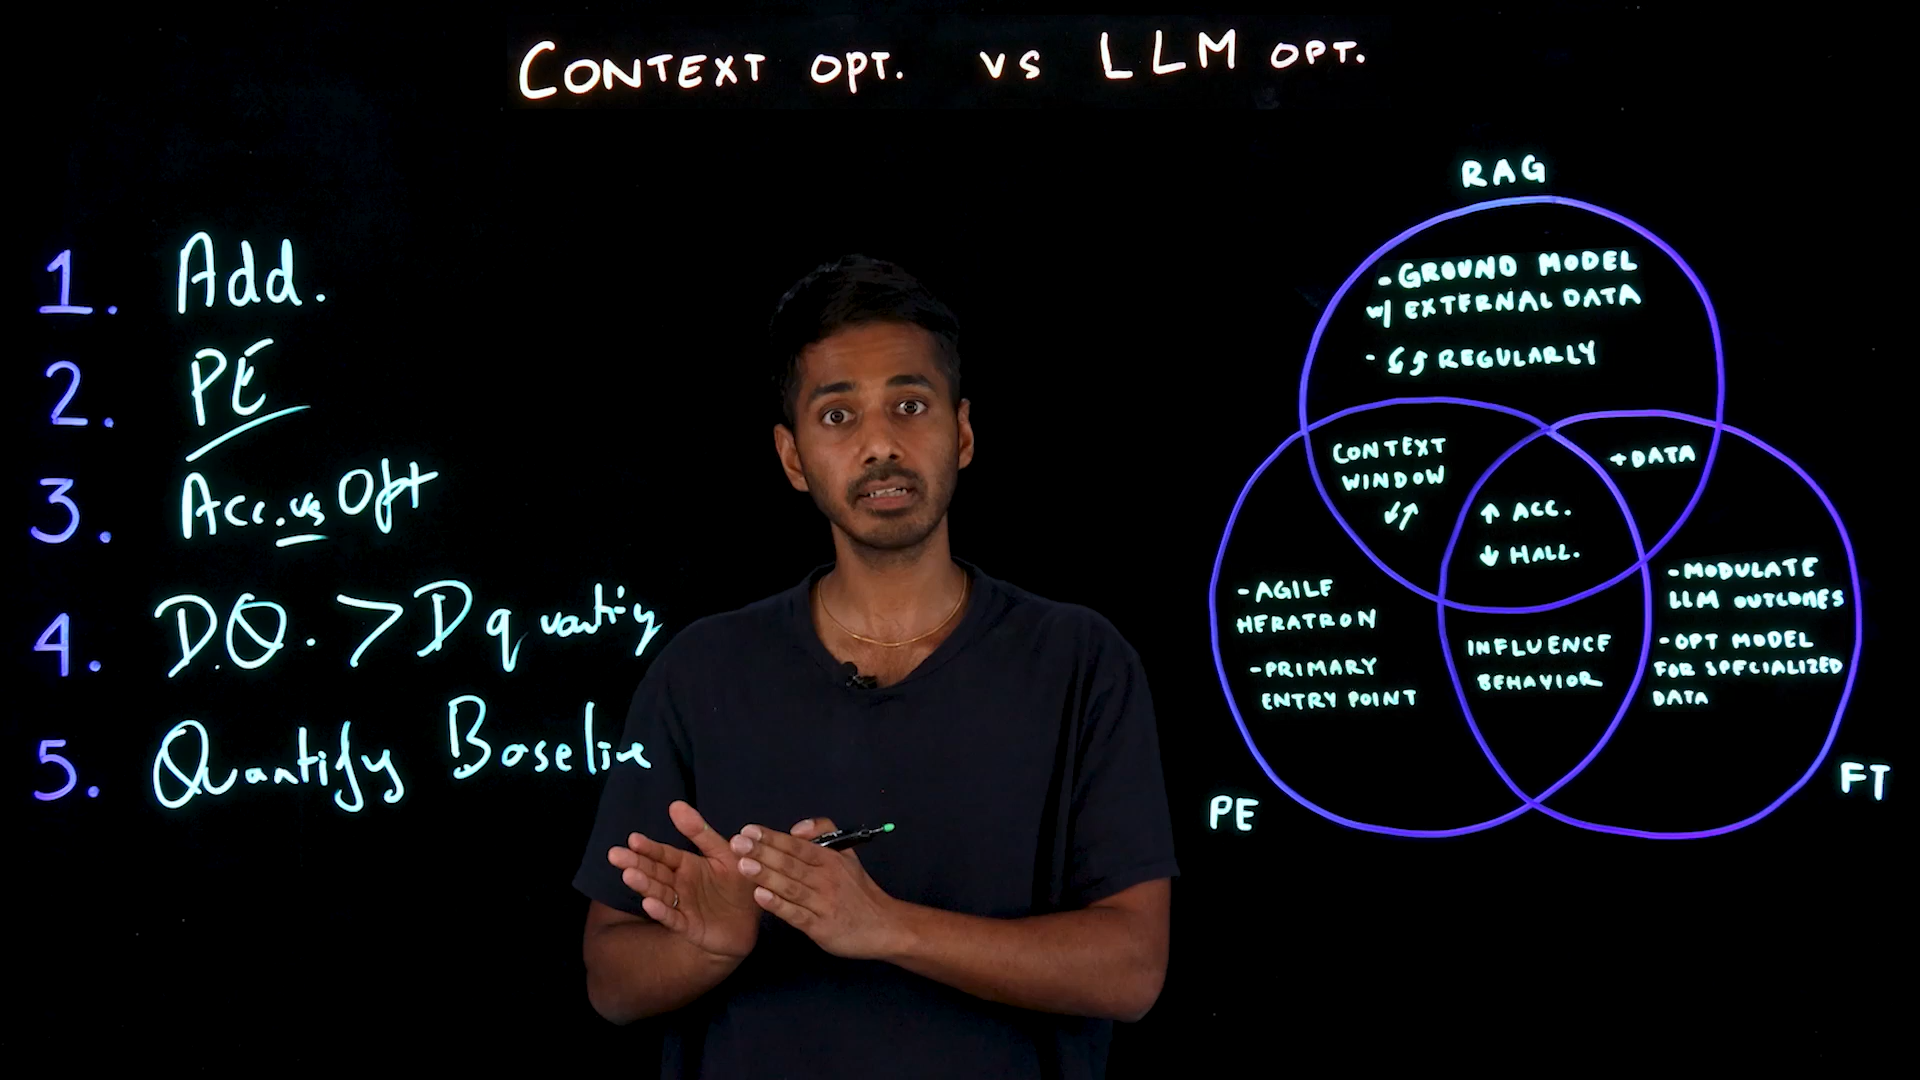 CONTEXT OPT. VS LLM OPT.
1. Add.
2. PE
3. Acc. vs Opt
4. D.Q. > D quantity
5. Quantify Baseline
RAG
- GROUND MODEL
W/ EXTERNAL DATA
- ↓↑ REGULARLY
CONTEXT
WINDOW
↓↑
+ DATA
↑ ACC.
↓ HALL.
- AGILE
HERATRON
- PRIMARY
ENTRY POINT
INFLUENCE
BEHAVIOR
- MODULATE
LLM OUTCOMES
- OPT MODEL
FOR SPECIALIZED
DATA
PE
FT